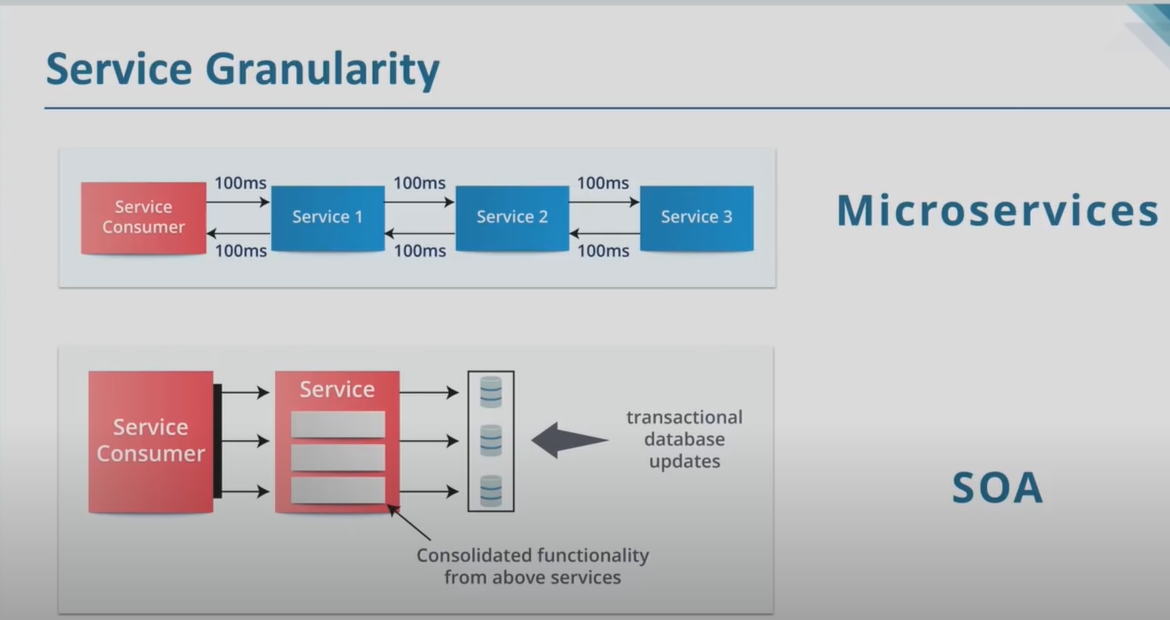 Service Granularity
100ms 100ms 100ms
Service
Consumer
Service 1
Service 2
Service 3
100ms 100ms 100ms
Microservices
Service
Consumer
Service
transactional
database
updates
Consolidated functionality
from above services
SOA